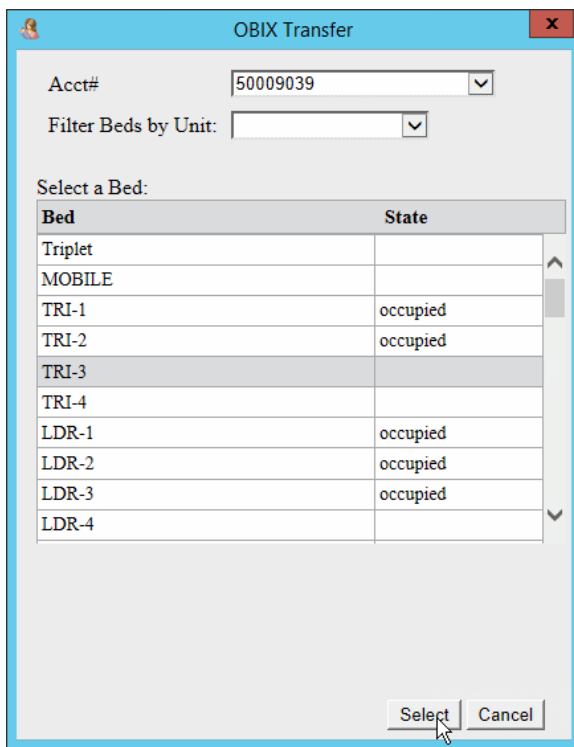 OBIX Transfer x
Acct# 50009039
Filter Beds by Unit:
Select a Bed:
Bed State
Triplet
MOBILE
TRI-1 occupied
TRI-2 occupied
TRI-3
TRI-4
LDR-1 occupied
LDR-2 occupied
LDR-3 occupied
LDR-4
Select Cancel